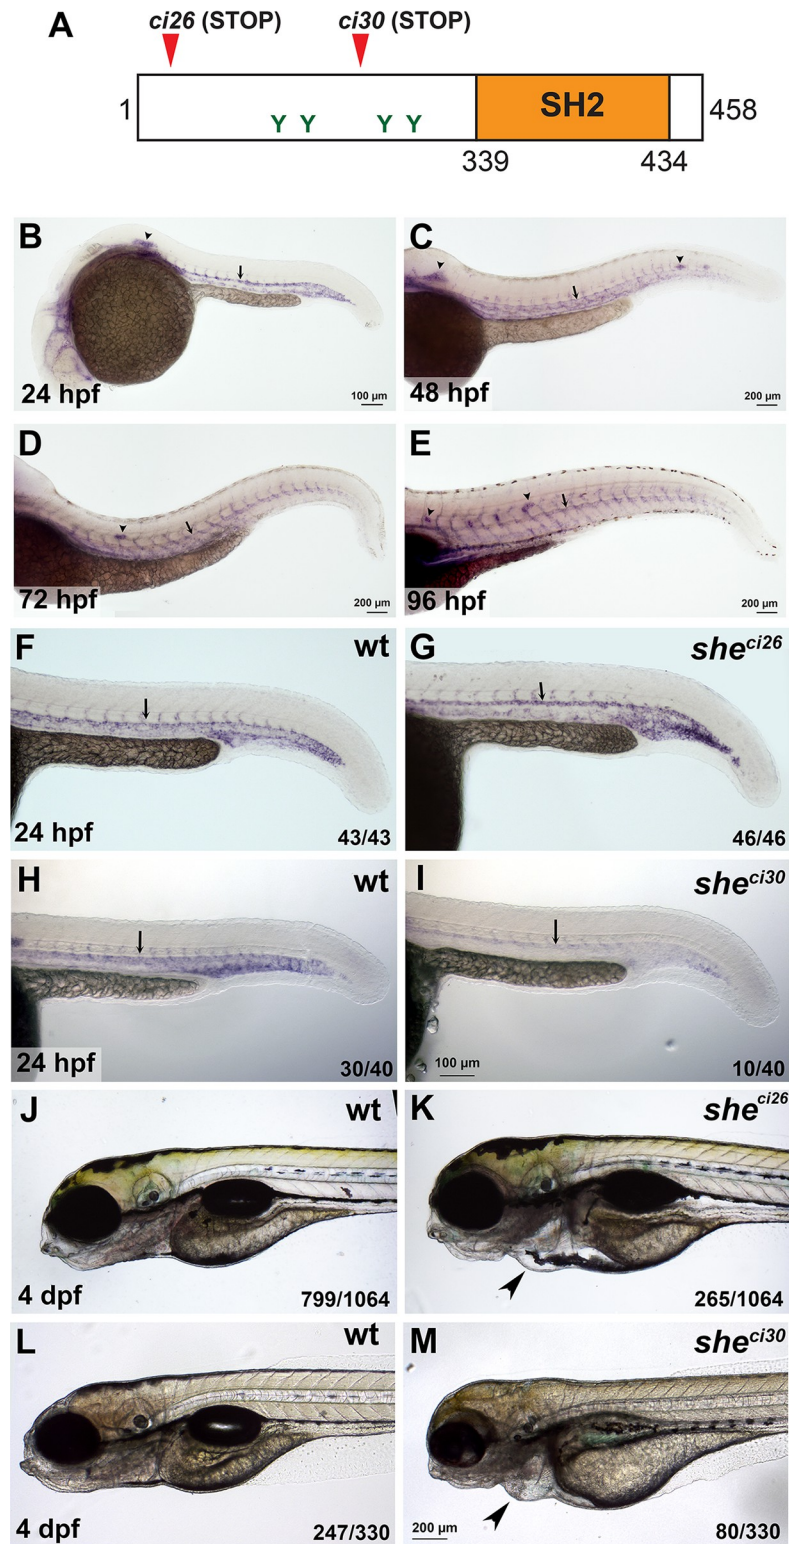 A
ci26 (STOP) ci30 (STOP)
1 Y Y Y Y SH2 458
339 434
B C
24 hpf 100 µm 48 hpf 200 µm
D E
72 hpf 200 µm 96 hpf 200 µm
F wt G she ci26
24 hpf 43/43 46/46
H wt I she ci30
24 hpf 30/40 100 µm 10/40
J wt K she ci26
4 dpf 799/1064 265/1064
L wt M she ci30
4 dpf 247/330 200 µm 80/330